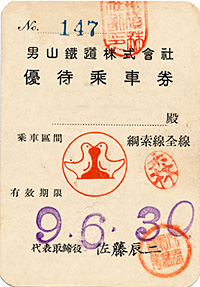 No. 147
男山鐵道株式會社
優待乘車券
殿
乘車區間 鋼索線全線
有效期限
9.6.30
代表取締役 佐藤辰三